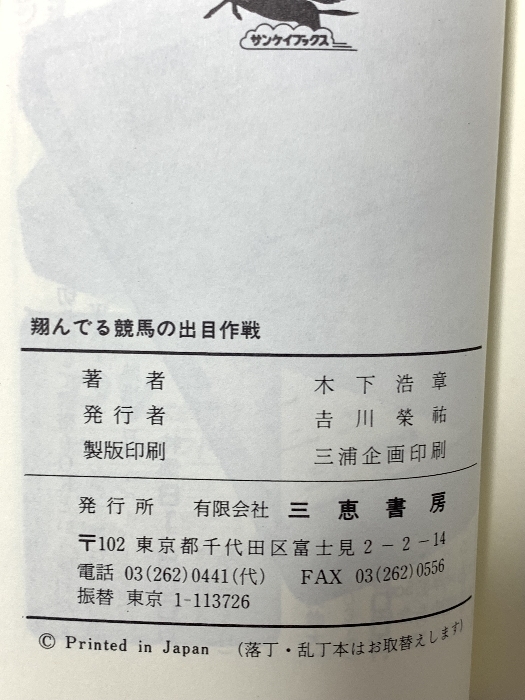 サンケイブックス
翔んでる競馬の出目作戦
著者 木下浩章
発行者 吉川榮祐
製版印刷 三浦企画印刷
発行所 有限会社 三恵書房
〒102 東京都千代田区富士見2-2-14
電話 03(262)0441(代) FAX 03(262)0556
振替 東京 1-113726
© Printed in Japan (落丁・乱丁本はお取替えします)